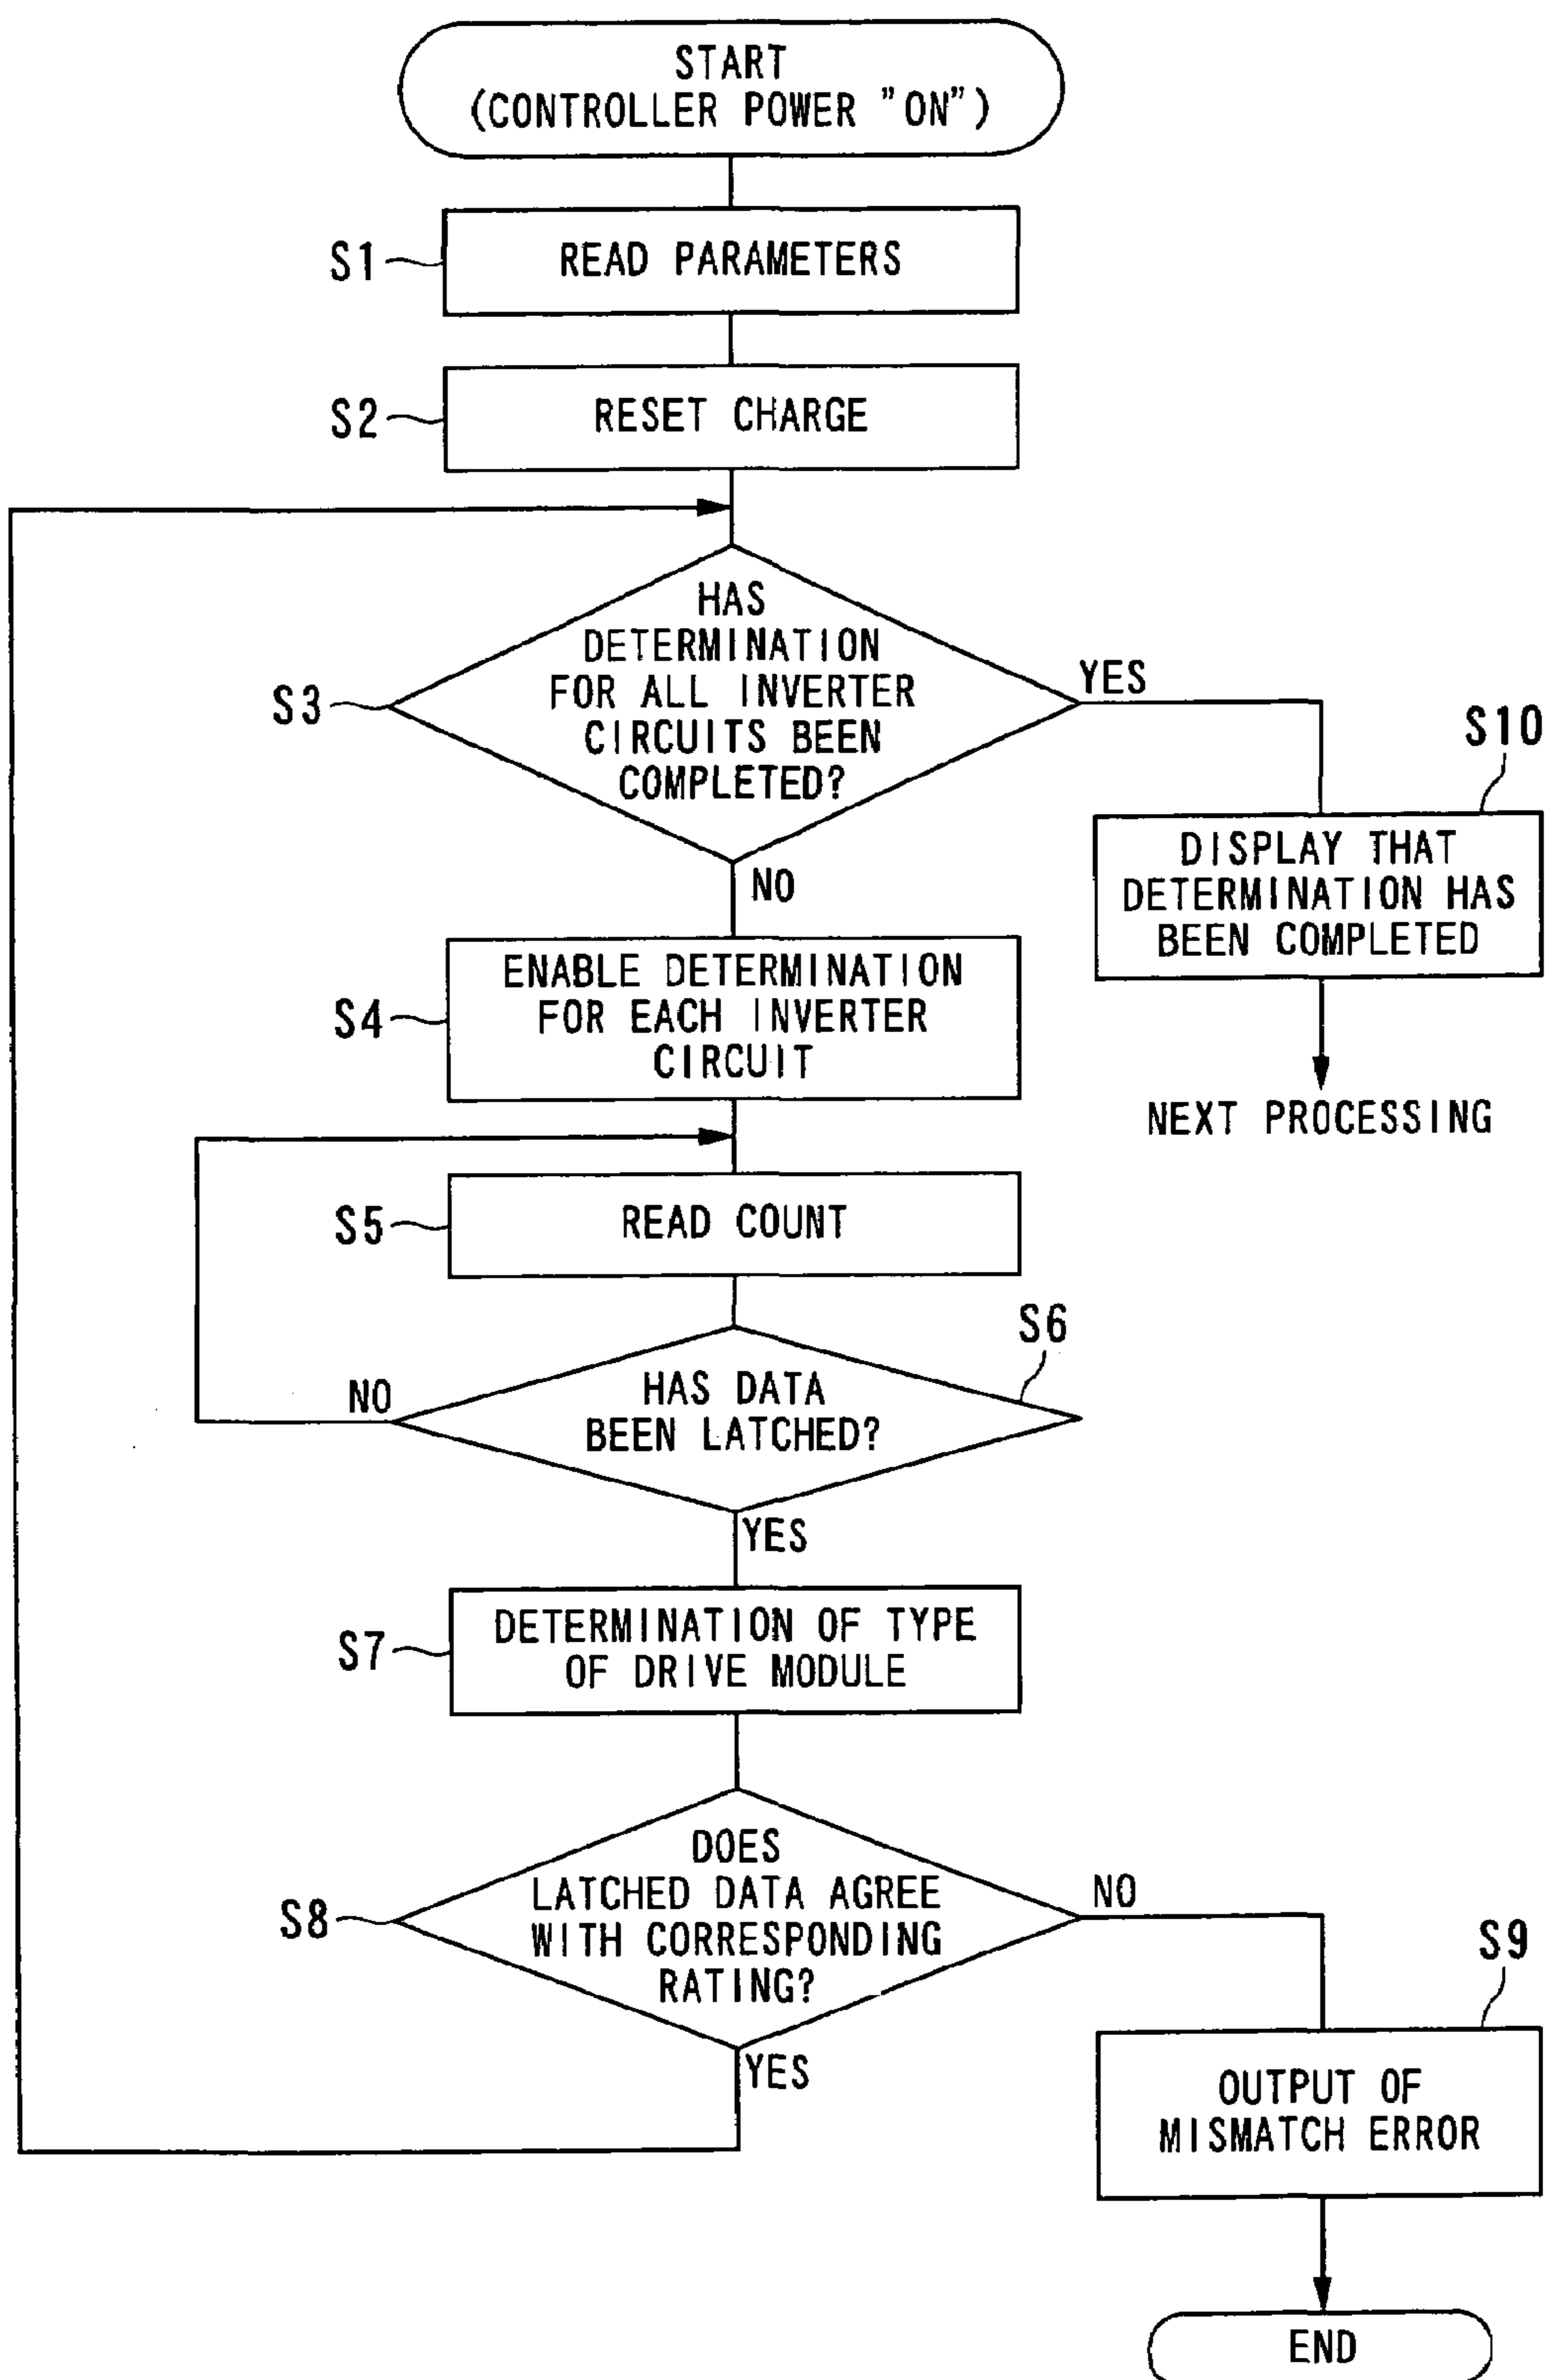 START
(CONTROLLER POWER "ON")
S1
READ PARAMETERS
S2
RESET CHARGE
S3
HAS
DETERMINATION
FOR ALL INVERTER
CIRCUITS BEEN
COMPLETED?
YES
NO
S10
DISPLAY THAT
DETERMINATION HAS
BEEN COMPLETED
NEXT PROCESSING
S4
ENABLE DETERMINATION
FOR EACH INVERTER
CIRCUIT
S5
READ COUNT
S6
HAS DATA
BEEN LATCHED?
NO
YES
S7
DETERMINATION OF TYPE
OF DRIVE MODULE
S8
DOES
LATCHED DATA AGREE
WITH CORRESPONDING
RATING?
NO
YES
S9
OUTPUT OF
MISMATCH ERROR
END